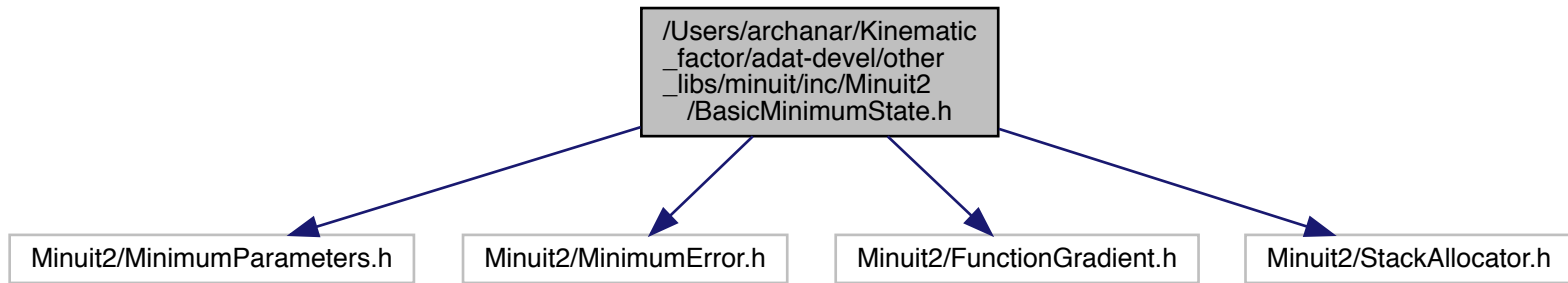 /Users/archanar/Kinematic
_factor/adat-devel/other
_libs/minuit/inc/Minuit2
/BasicMinimumState.h
Minuit2/MinimumParameters.h
Minuit2/MinimumError.h
Minuit2/FunctionGradient.h
Minuit2/StackAllocator.h